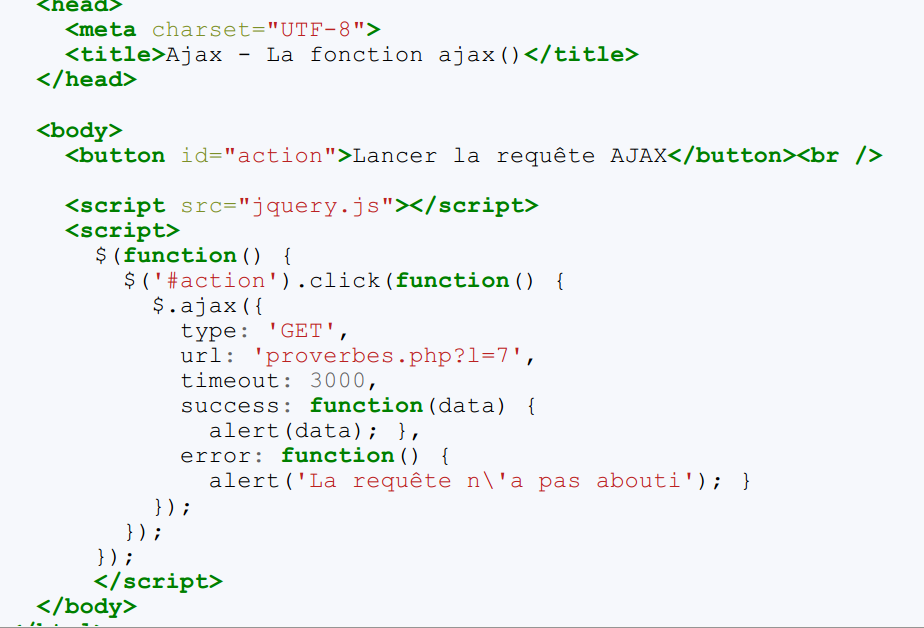 <head>
<meta charset="UTF-8">
<title>Ajax - La fonction ajax()</title>
</head>
<body>
<button id="action">Lancer la requête AJAX</button><br />
<script src="jquery.js"></script>
<script>
$(function() {
$('#action').click(function() {
$.ajax({
type: 'GET',
url: 'proverbes.php?l=7',
timeout: 3000,
success: function(data) {
alert(data); },
error: function() {
alert('La requête n\'a pas abouti'); }
});
});
});
</script>
</body>